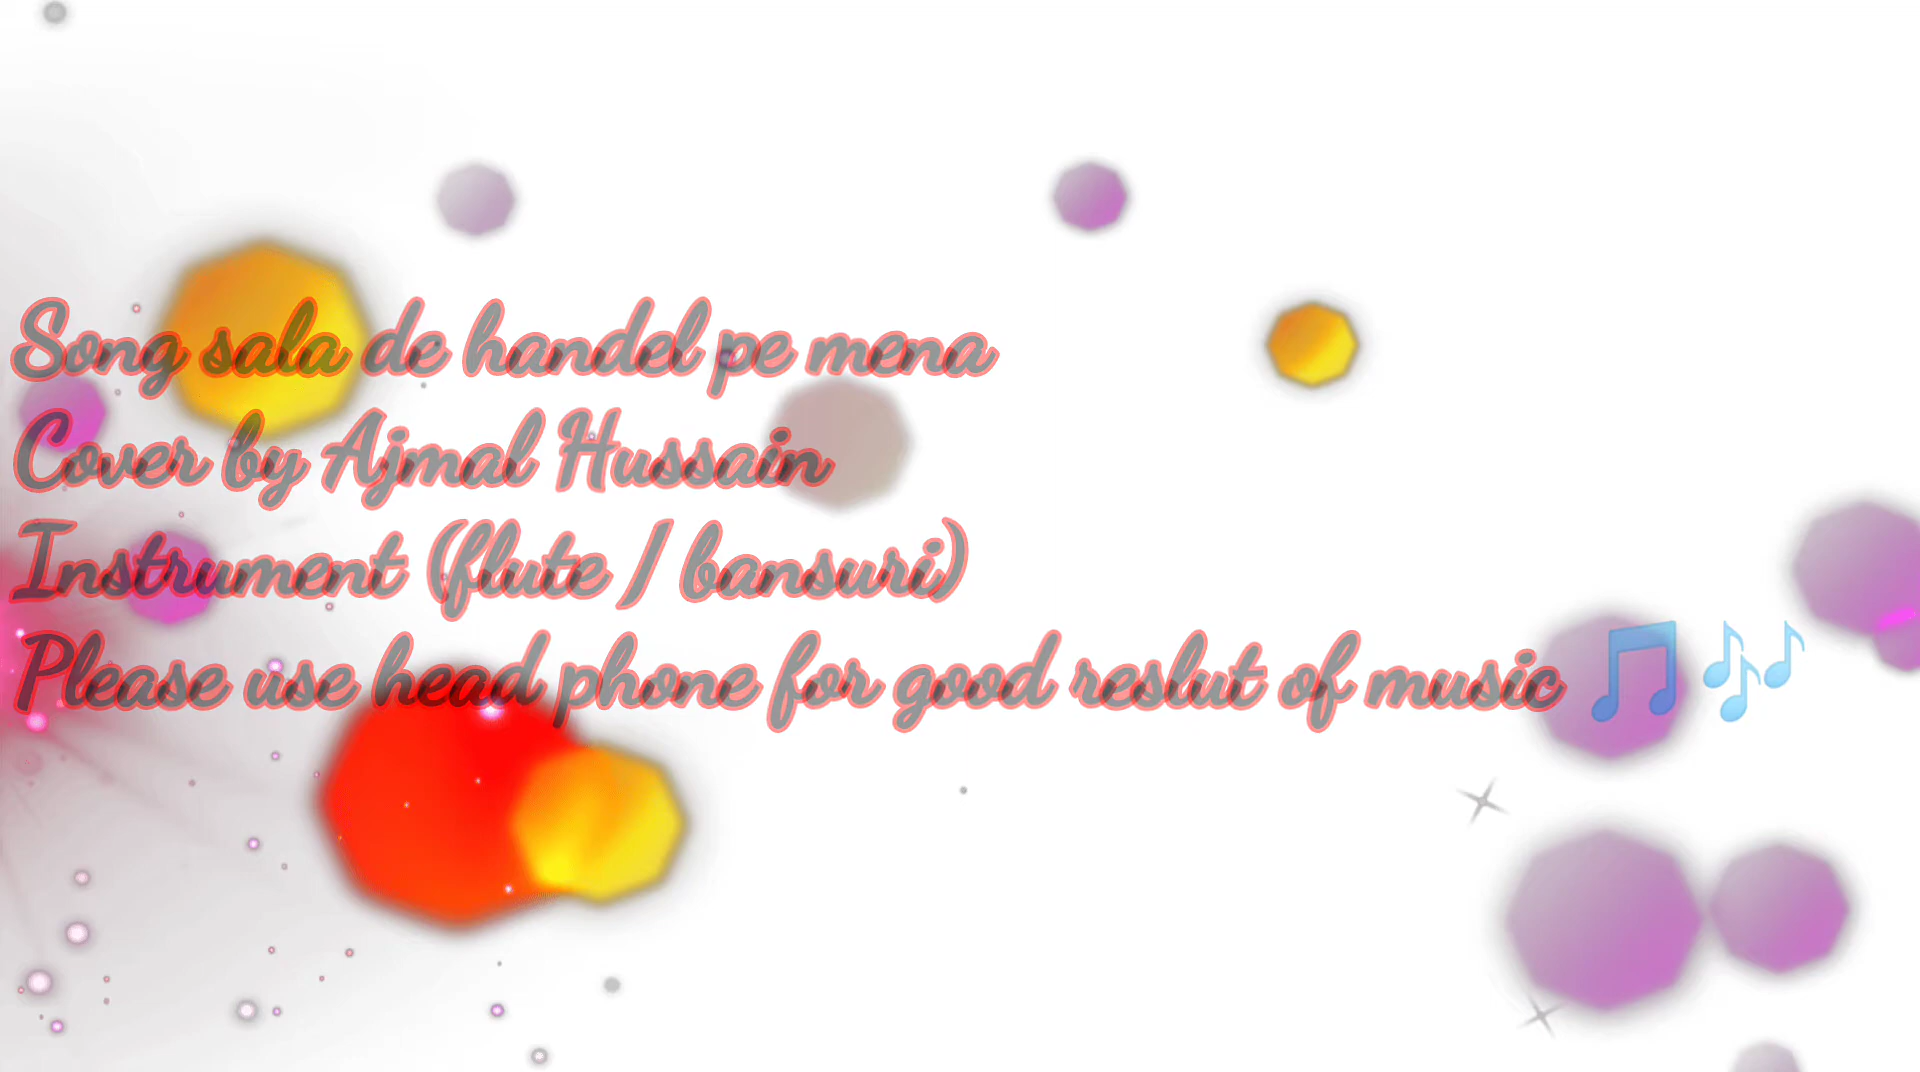 Song sala de handel pe mena
Cover by Ajmal Hussain
Instrument (flute / bansuri)
Please use head phone for good reslut of music 🎵 🎶